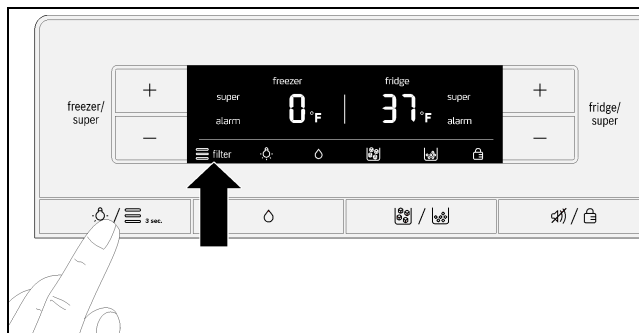 freezer fridge
super 0°F 37°F super
alarm alarm
filter
freezer/
super
+
−
+
−
fridge/
super
/ 3 sec.
/
/